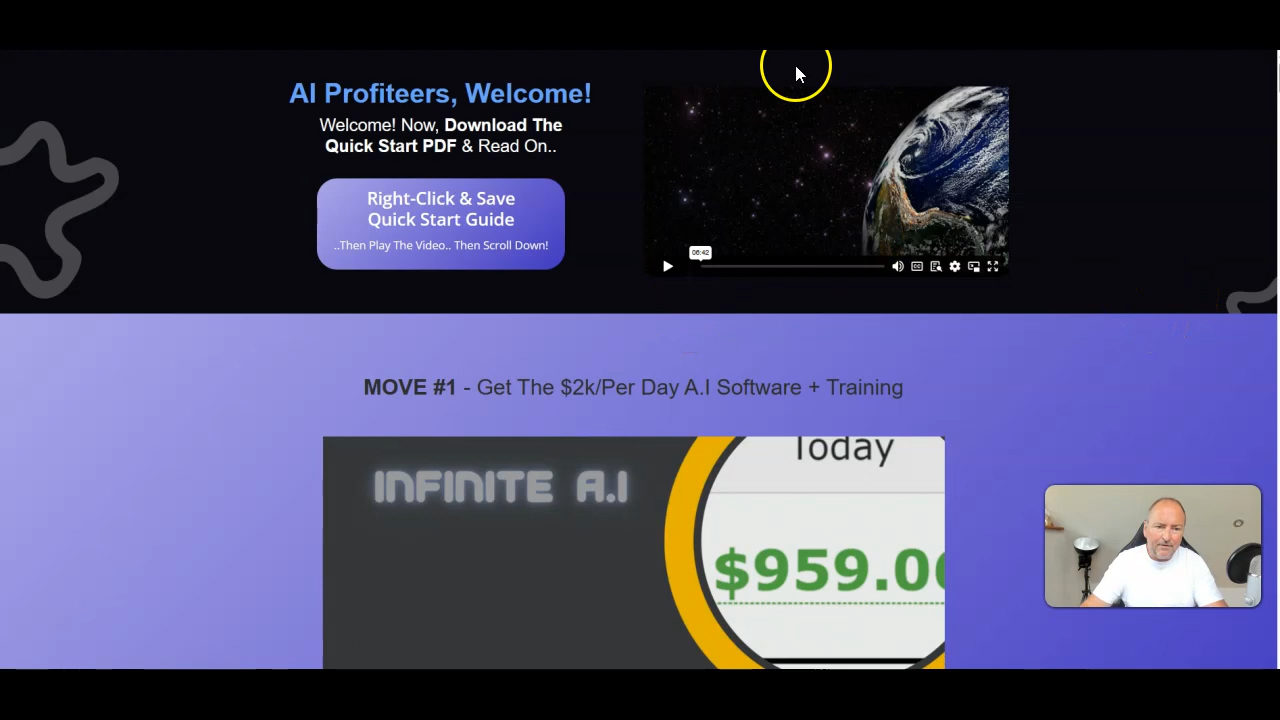 AI Profiteers, Welcome!
Welcome! Now, Download The
Quick Start PDF & Read On..
Right-Click & Save
Quick Start Guide
..Then Play The Video.. Then Scroll Down!
06:42
CC
MOVE #1 - Get The $2k/Per Day A.I Software + Training
INFINITE A.I
Today
$959.00